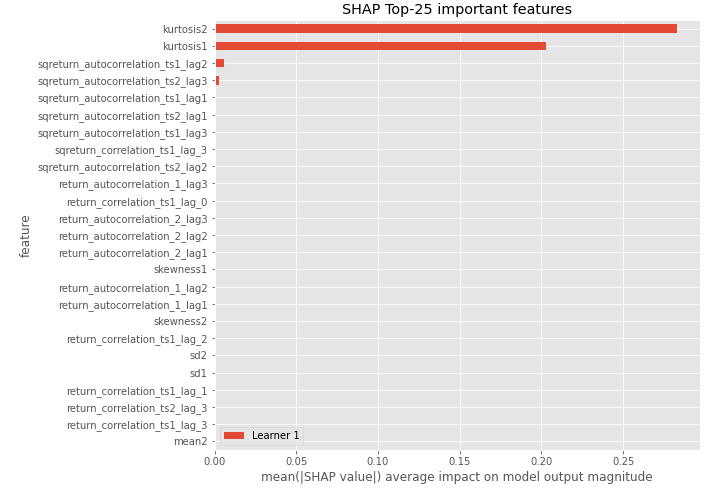 SHAP Top-25 important features
kurtosis2
kurtosis1
sqreturn_autocorrelation_ts1_lag2
sqreturn_autocorrelation_ts2_lag3
sqreturn_autocorrelation_ts1_lag1
sqreturn_autocorrelation_ts2_lag1
sqreturn_autocorrelation_ts1_lag3
sqreturn_correlation_ts1_lag_3
sqreturn_autocorrelation_ts2_lag2
return_autocorrelation_1_lag3
return_correlation_ts1_lag_0
return_autocorrelation_2_lag3
return_autocorrelation_2_lag2
return_autocorrelation_2_lag1
skewness1
return_autocorrelation_1_lag2
return_autocorrelation_1_lag1
skewness2
return_correlation_ts1_lag_2
sd2
sd1
return_correlation_ts1_lag_1
return_correlation_ts2_lag_3
return_correlation_ts1_lag_3
mean2
feature
Learner 1
0.00 0.05 0.10 0.15 0.20 0.25
mean(|SHAP value|) average impact on model output magnitude